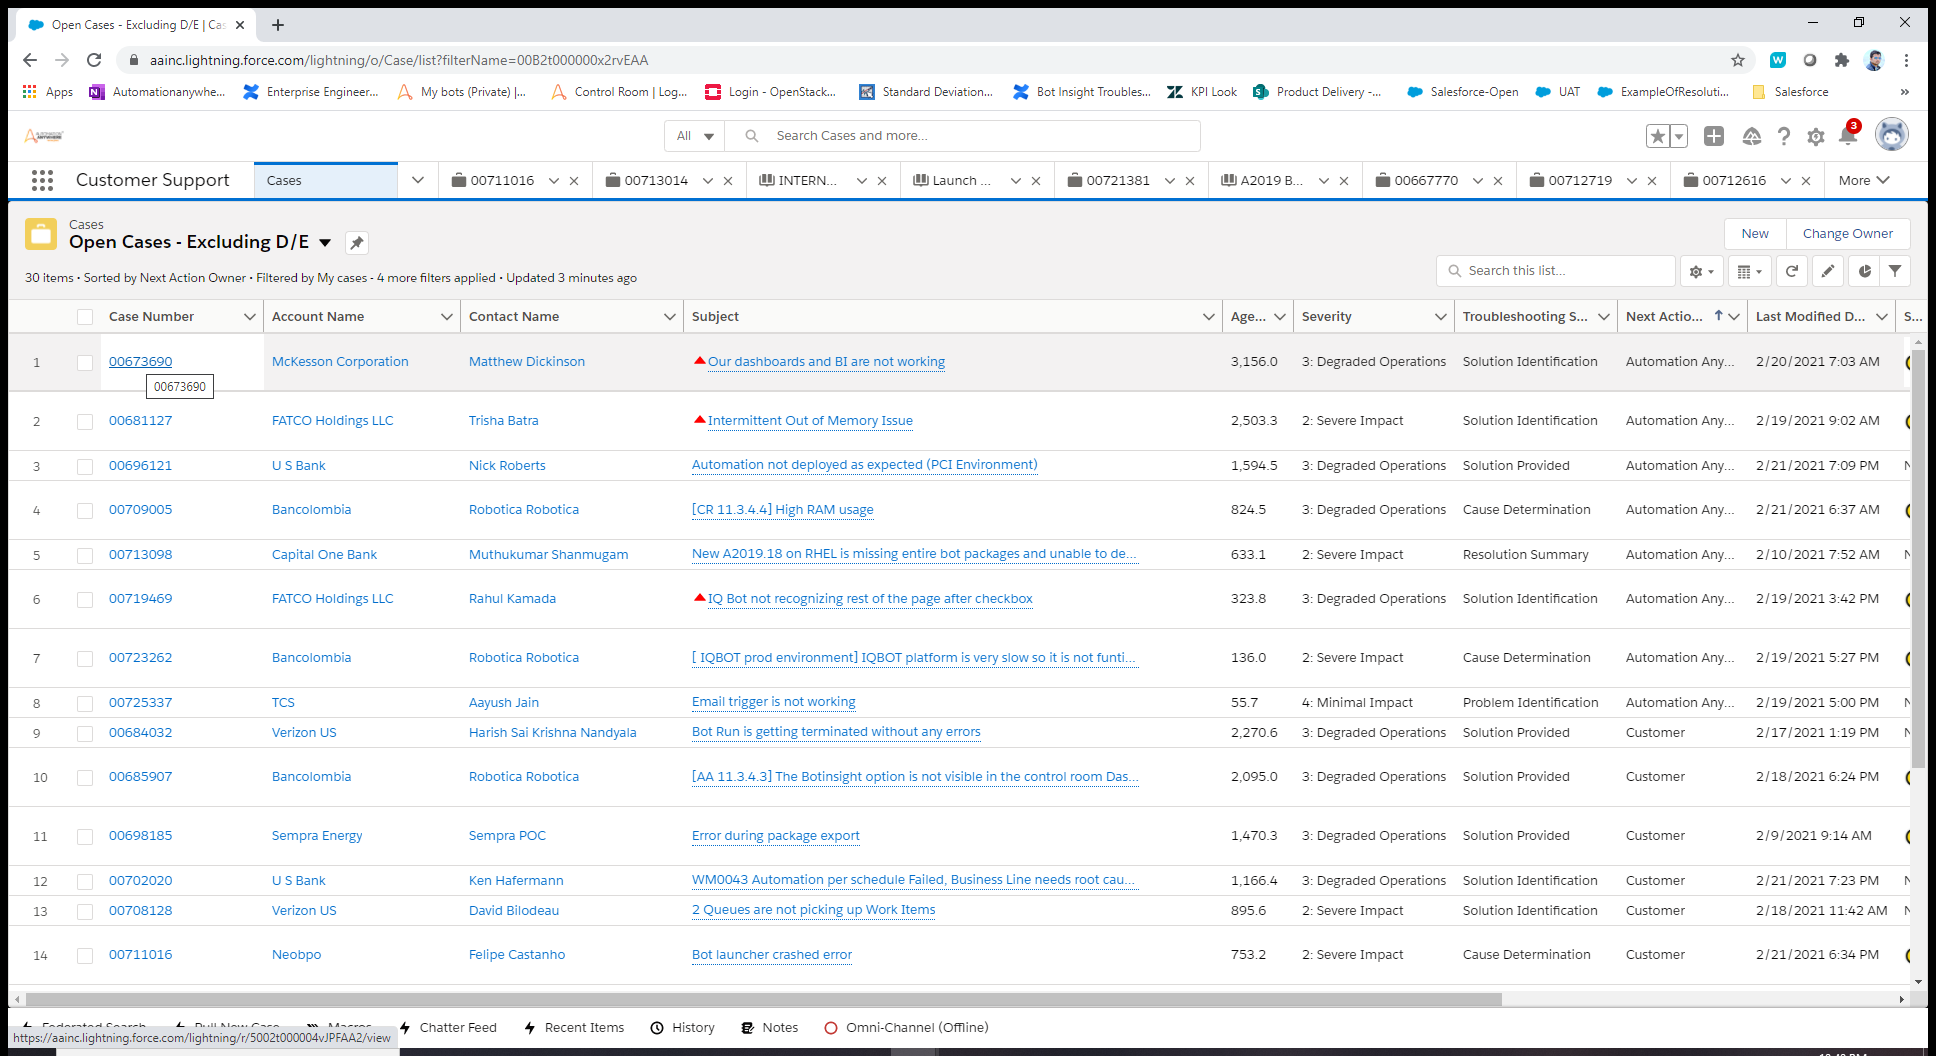 Open Cases - Excluding D/E | Cas
aainc.lightning.force.com/lightning/o/Case/list?filterName=00B2t000000x2rvEAA
Apps Automationanywhe... Enterprise Engineer... My bots (Private) |... Control Room | Log... Login - OpenStack... Standard Deviation... Bot Insight Troubles... KPI Look Product Delivery -... Salesforce-Open UAT ExampleOfResoluti... Salesforce »
All Search Cases and more... 3
Customer Support Cases 00711016 00713014 INTERN... Launch ... 00721381 A2019 B... 00667770 00712719 00712616 More
Cases
Open Cases - Excluding D/E
New Change Owner
30 items • Sorted by Next Action Owner • Filtered by My cases - 4 more filters applied • Updated 3 minutes ago
Search this list...
Case Number Account Name Contact Name Subject Age... Severity Troubleshooting S... Next Actio... Last Modified D... S...
1 00673690 McKesson Corporation Matthew Dickinson Our dashboards and BI are not working 3,156.0 3: Degraded Operations Solution Identification Automation Any... 2/20/2021 7:03 AM
00673690
2 00681127 FATCO Holdings LLC Trisha Batra Intermittent Out of Memory Issue 2,503.3 2: Severe Impact Solution Identification Automation Any... 2/19/2021 9:02 AM
3 00696121 U S Bank Nick Roberts Automation not deployed as expected (PCI Environment) 1,594.5 3: Degraded Operations Solution Provided Automation Any... 2/21/2021 7:09 PM
4 00709005 Bancolombia Robotica Robotica [CR 11.3.4.4] High RAM usage 824.5 3: Degraded Operations Cause Determination Automation Any... 2/21/2021 6:37 AM
5 00713098 Capital One Bank Muthukumar Shanmugam New A2019.18 on RHEL is missing entire bot packages and unable to de... 633.1 2: Severe Impact Resolution Summary Automation Any... 2/10/2021 7:52 AM
6 00719469 FATCO Holdings LLC Rahul Kamada IQ Bot not recognizing rest of the page after checkbox 323.8 3: Degraded Operations Solution Identification Automation Any... 2/19/2021 3:42 PM
7 00723262 Bancolombia Robotica Robotica [ IQBOT prod environment] IQBOT platform is very slow so it is not funti... 136.0 2: Severe Impact Cause Determination Automation Any... 2/19/2021 5:27 PM
8 00725337 TCS Aayush Jain Email trigger is not working 55.7 4: Minimal Impact Problem Identification Automation Any... 2/19/2021 5:00 PM
9 00684032 Verizon US Harish Sai Krishna Nandyala Bot Run is getting terminated without any errors 2,270.6 3: Degraded Operations Solution Provided Customer 2/17/2021 1:19 PM
10 00685907 Bancolombia Robotica Robotica [AA 11.3.4.3] The Botinsight option is not visible in the control room Das... 2,095.0 3: Degraded Operations Solution Provided Customer 2/18/2021 6:24 PM
11 00698185 Sempra Energy Sempra POC Error during package export 1,470.3 3: Degraded Operations Solution Provided Customer 2/9/2021 9:14 AM
12 00702020 U S Bank Ken Hafermann WM0043 Automation per schedule Failed, Business Line needs root cau... 1,166.4 3: Degraded Operations Solution Identification Customer 2/21/2021 7:23 PM
13 00708128 Verizon US David Bilodeau 2 Queues are not picking up Work Items 895.6 2: Severe Impact Solution Identification Customer 2/18/2021 11:42 AM
14 00711016 Neobpo Felipe Castanho Bot launcher crashed error 753.2 2: Severe Impact Cause Determination Customer 2/21/2021 6:34 PM
Chatter Feed Recent Items History Notes Omni-Channel (Offline)
https://aainc.lightning.force.com/lightning/r/5002t000004vJPFAA2/view